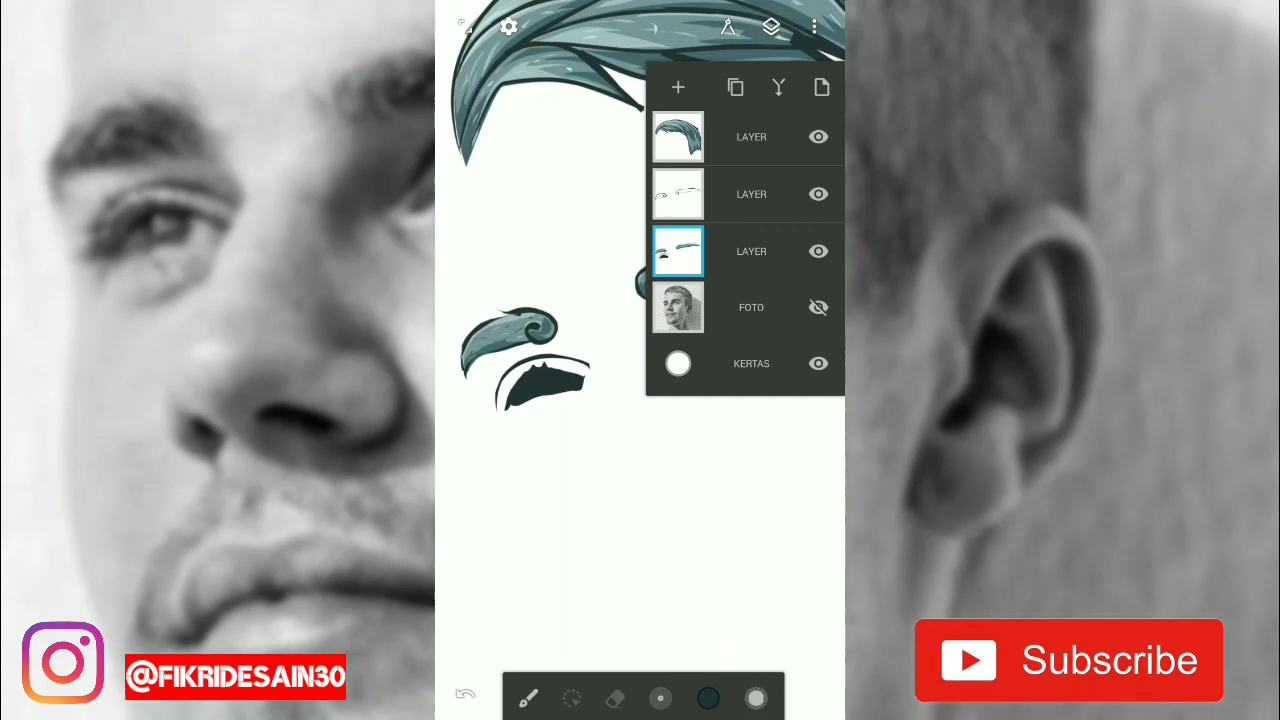 LAYER
LAYER
LAYER
FOTO
KERTAS
@FIKRIDESAIN30
Subscribe